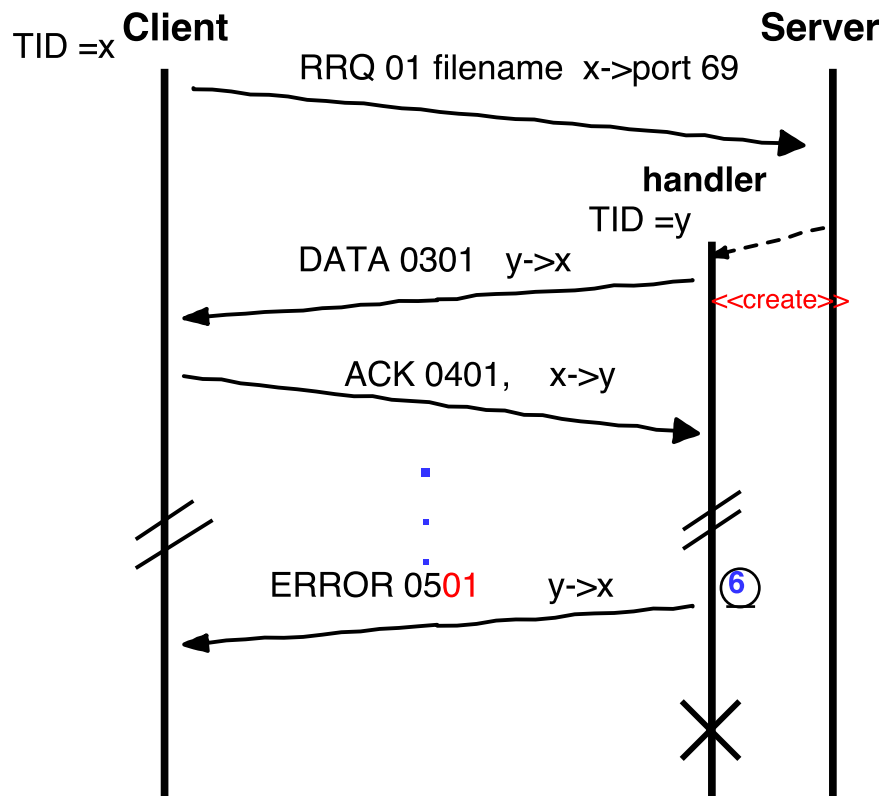 Client
Server
TID =x
RRQ 01 filename x->port 69
handler
TID =y
DATA 0301 y->x
<<create>>
ACK 0401, x->y
ERROR 0501 y->x
6